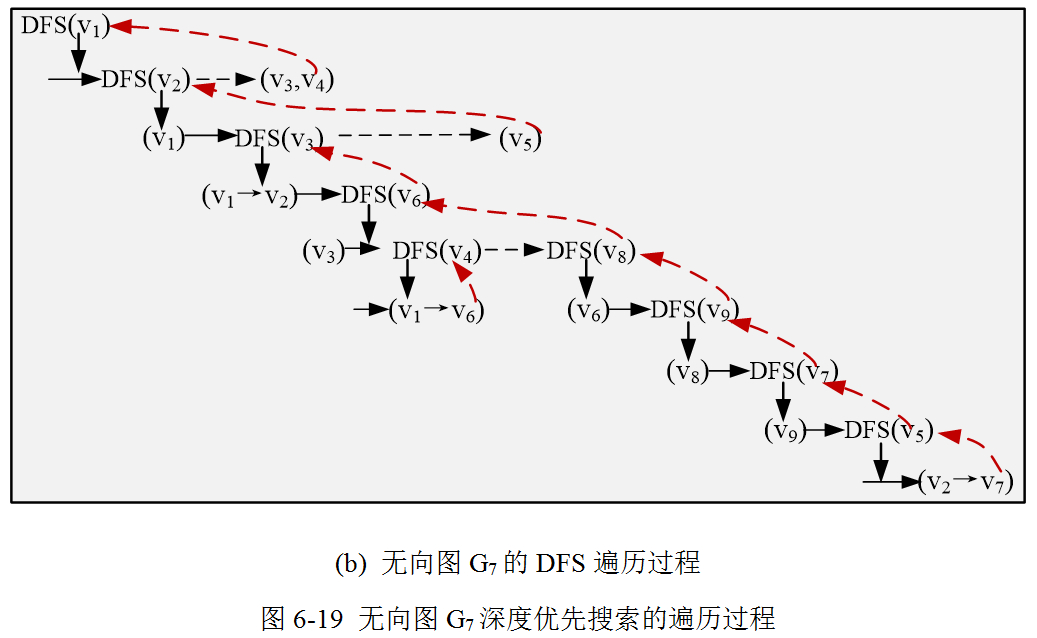 DFS(v₁)
DFS(v₂) (v₃,v₄)
(v₁) DFS(v₃) (v₅)
(v₁→v₂) DFS(v₆)
(v₃) DFS(v₄) DFS(v₈)
(v₁→v₆) (v₆) DFS(v₉)
(v₈) DFS(v₇)
(v₉) DFS(v₅)
(v₂→v₇)
(b) 无向图 G₇ 的 DFS 遍历过程
图 6-19 无向图 G₇ 深度优先搜索的遍历过程